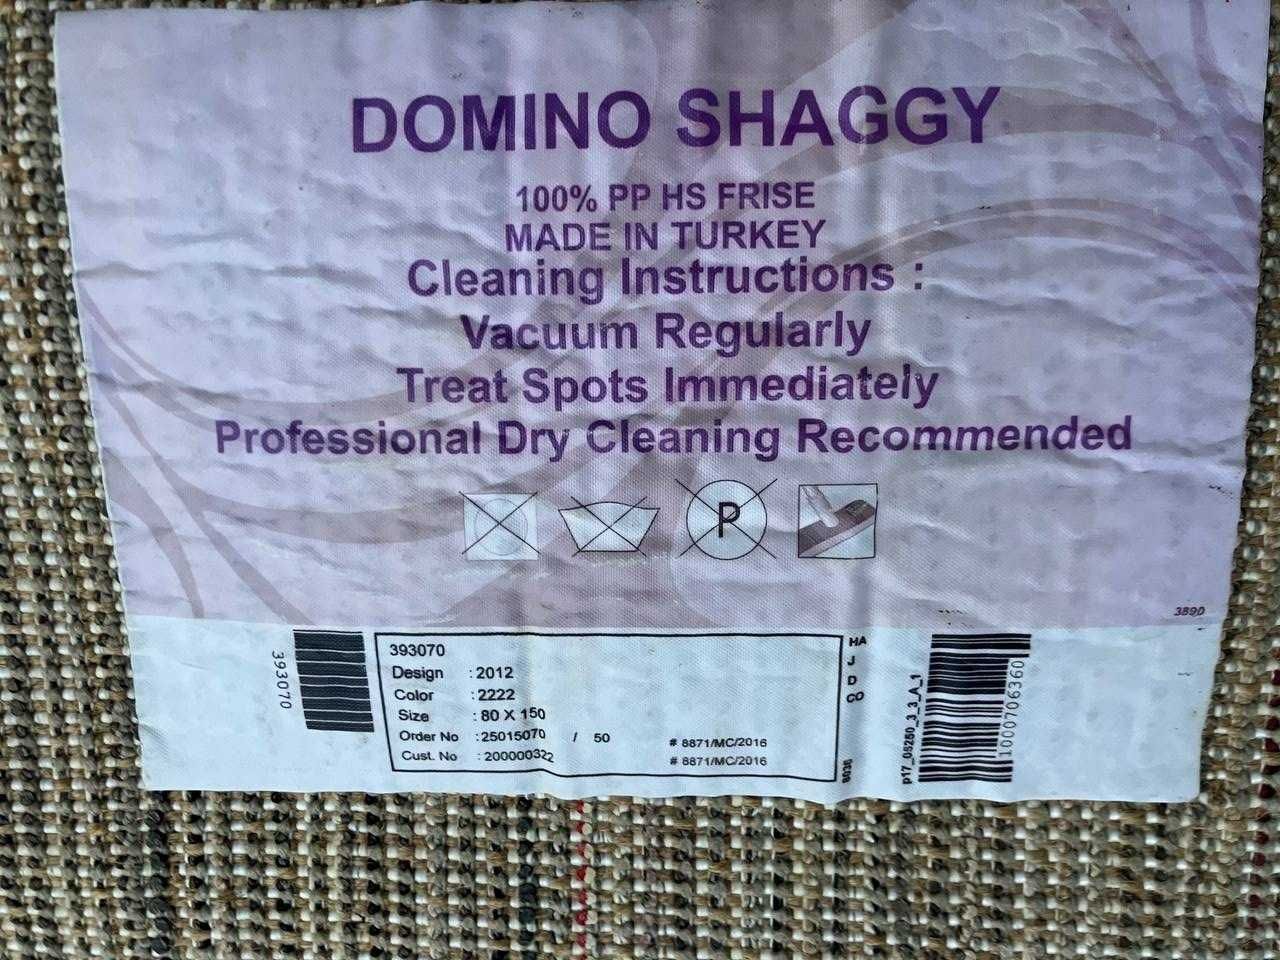 DOMINO SHAGGY
100% PP HS FRISE
MADE IN TURKEY
Cleaning Instructions :
Vacuum Regularly
Treat Spots Immediately
Professional Dry Cleaning Recommended
P
3890
393070
393070
Design : 2012
Color : 2222
Size : 80 X 150
Order No : 25015070 / 50 # 8871/MC/2016
Cust. No : 200000322 # 8871/MC/2016
HA
J
D
CO
p17_05250_3_3_A_1
1000706360